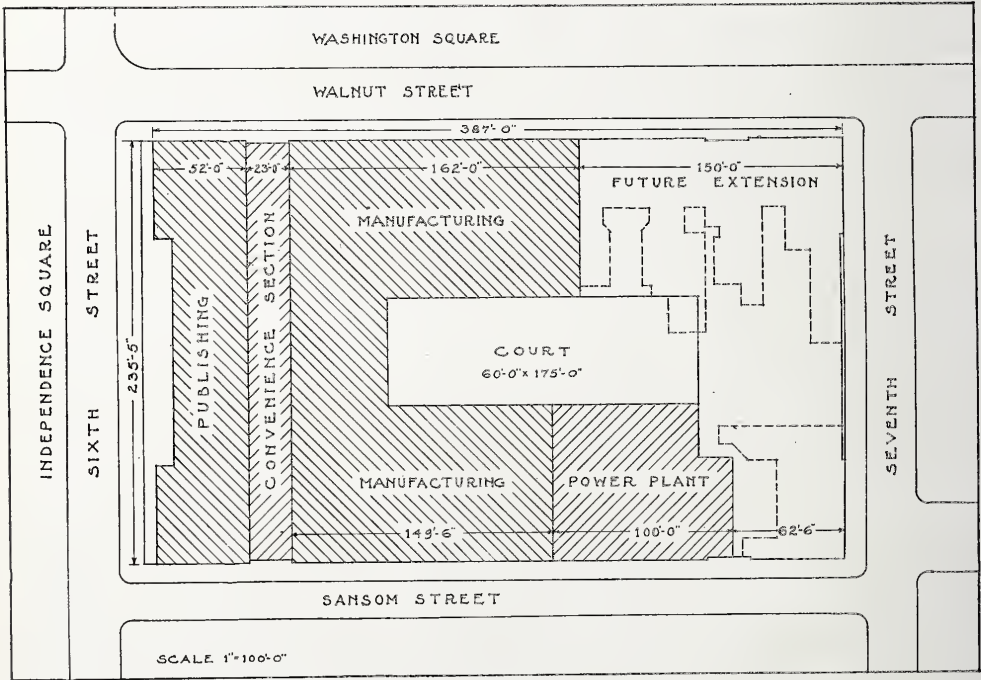 WASHINGTON SQUARE
WALNUT STREET
387'-0"
52'-0"
23'-0"
162'-0"
150'-0"
FUTURE EXTENSION
MANUFACTURING
INDEPENDENCE SQUARE
SIXTH STREET
235'-5"
PUBLISHING
CONVENIENCE SECTION
COURT
60'-0" x 175'-0"
SEVENTH STREET
MANUFACTURING
POWER PLANT
149'-6"
100'-0"
62'-6"
SANSOM STREET
SCALE 1"=100'-0"